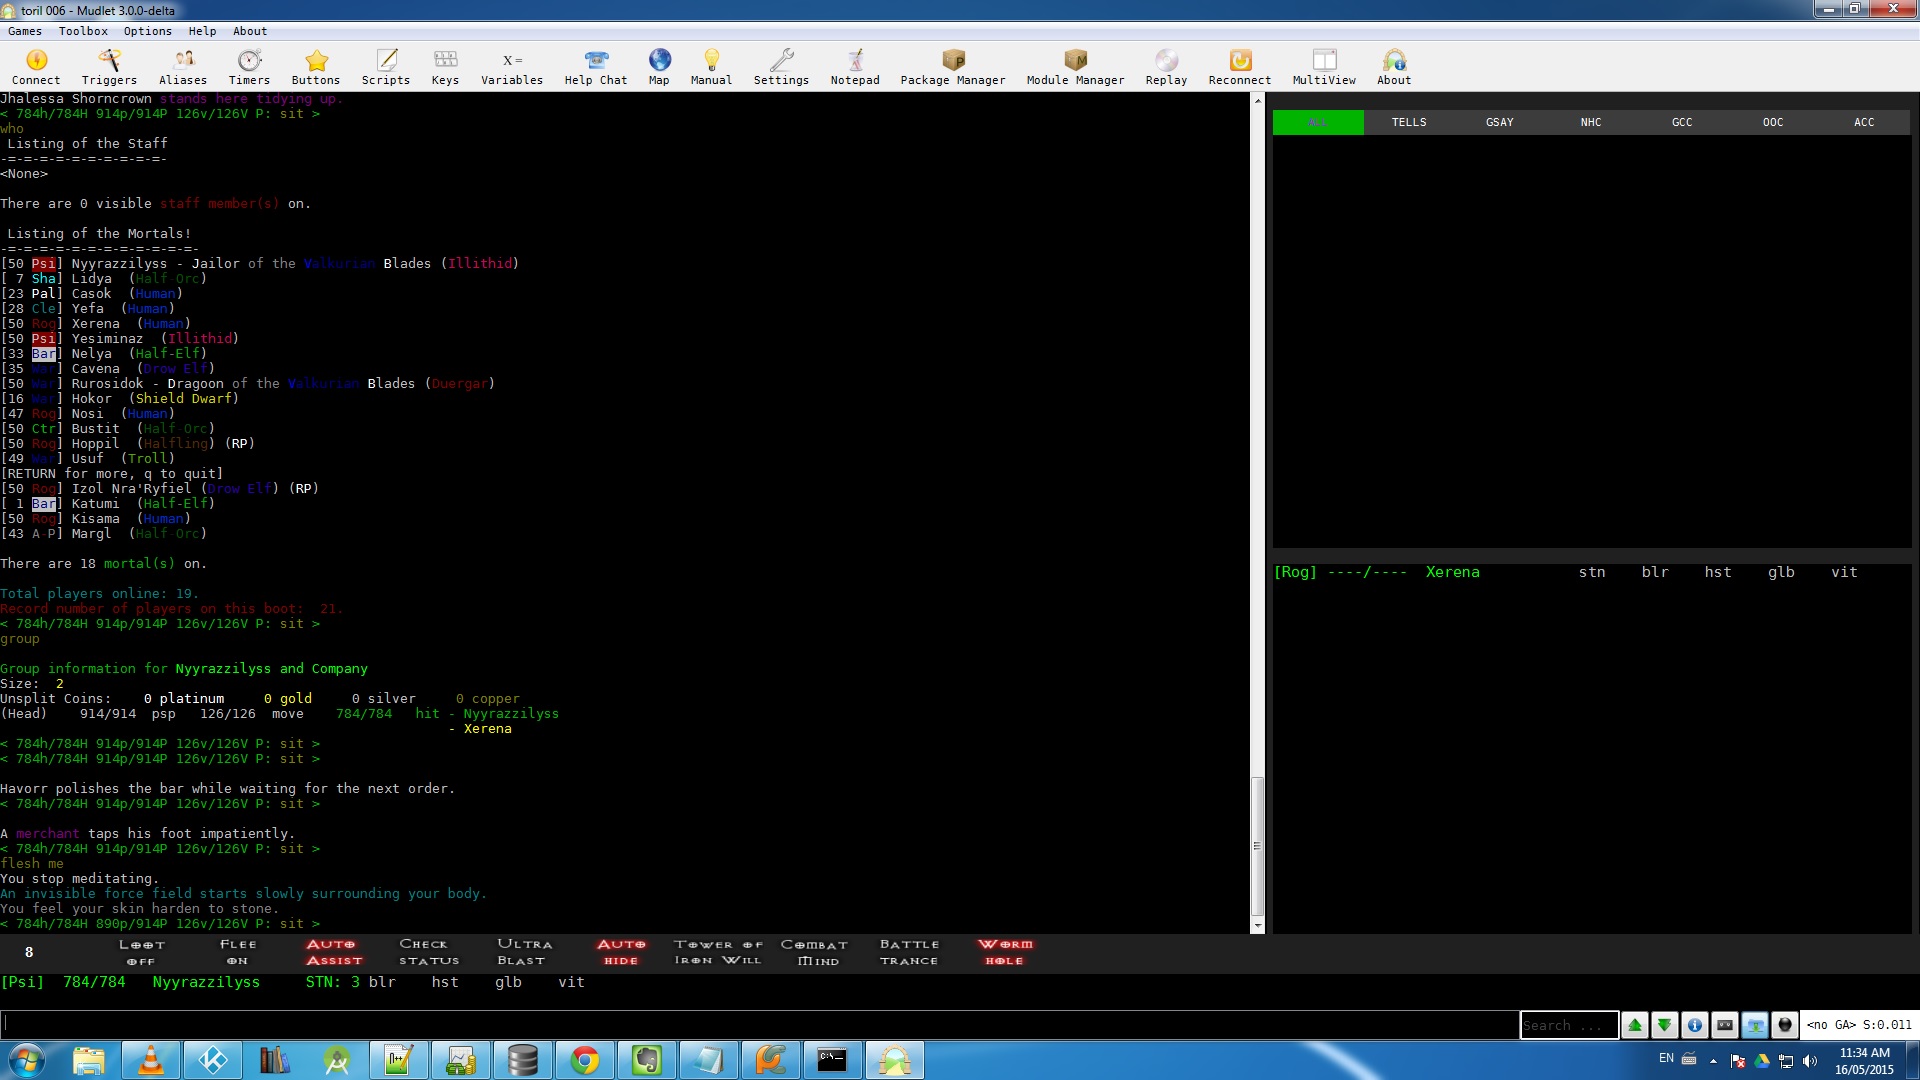 toril 006 - Mudlet 3.0.0-delta
Games Toolbox Options Help About
Connect Triggers Aliases Timers Buttons Scripts Keys Variables Help Chat Map Manual Settings Notepad Package Manager Module Manager Replay Reconnect MultiView About
Jhalessa Shorncrown stands here tidying up.
< 784h/784H 914p/914P 126v/126V P: sit >
who
Listing of the Staff
-=-=-=-=-=-=-=-=-=-=-
<None>

There are 0 visible staff member(s) on.

Listing of the Mortals!
-=-=-=-=-=-=-=-=-=-=-=-=-
[50 Psi] Nyyrazzilyss - Jailor of the Valkurian Blades (Illithid)
[ 7 Sha] Lidya (Half-Orc)
[23 Pal] Casok (Human)
[28 Cle] Yefa (Human)
[50 Rog] Xerena (Human)
[50 Psi] Yesiminaz (Illithid)
[33 Bar] Nelya (Half-Elf)
[35 War] Cavena (Drow Elf)
[50 War] Rurosidok - Dragoon of the Valkurian Blades (Duergar)
[16 War] Hokor (Shield Dwarf)
[47 Rog] Nosi (Human)
[50 Ctr] Bustit (Half-Orc)
[50 Rog] Hoppil (Halfling) (RP)
[49 War] Usuf (Troll)
[RETURN for more, q to quit]
[50 Rog] Izol Nra'Ryfiel (Drow Elf) (RP)
[ 1 Bar] Katumi (Half-Elf)
[50 Rog] Kisama (Human)
[43 A-P] Margl (Half-Orc)

There are 18 mortal(s) on.

Total players online: 19.
Record number of players on this boot: 21.
< 784h/784H 914p/914P 126v/126V P: sit >
group

Group information for Nyyrazzilyss and Company
Size: 2
Unsplit Coins: 0 platinum 0 gold 0 silver 0 copper
(Head) 914/914 psp 126/126 move 784/784 hit - Nyyrazzilyss
- Xerena
< 784h/784H 914p/914P 126v/126V P: sit >
< 784h/784H 914p/914P 126v/126V P: sit >

Havorr polishes the bar while waiting for the next order.
< 784h/784H 914p/914P 126v/126V P: sit >

A merchant taps his foot impatiently.
< 784h/784H 914p/914P 126v/126V P: sit >
flesh me
You stop meditating.
An invisible force field starts slowly surrounding your body.
You feel your skin harden to stone.
< 784h/784H 890p/914P 126v/126V P: sit >
ALL TELLS GSAY NHC GCC OOC ACC
[Rog] ----/---- Xerena stn blr hst glb vit
8 LOOT OFF FLEE ON AUTO ASSIST CHECK STATUS ULTRA BLAST AUTO HIDE TOWER OF IRON WILL COMBAT MIND BATTLE TRANCE WORM HOLE
[Psi] 784/784 Nyyrazzilyss STN: 3 blr hst glb vit
Search ...
<no GA> S:0.011
EN
11:34 AM
16/05/2015